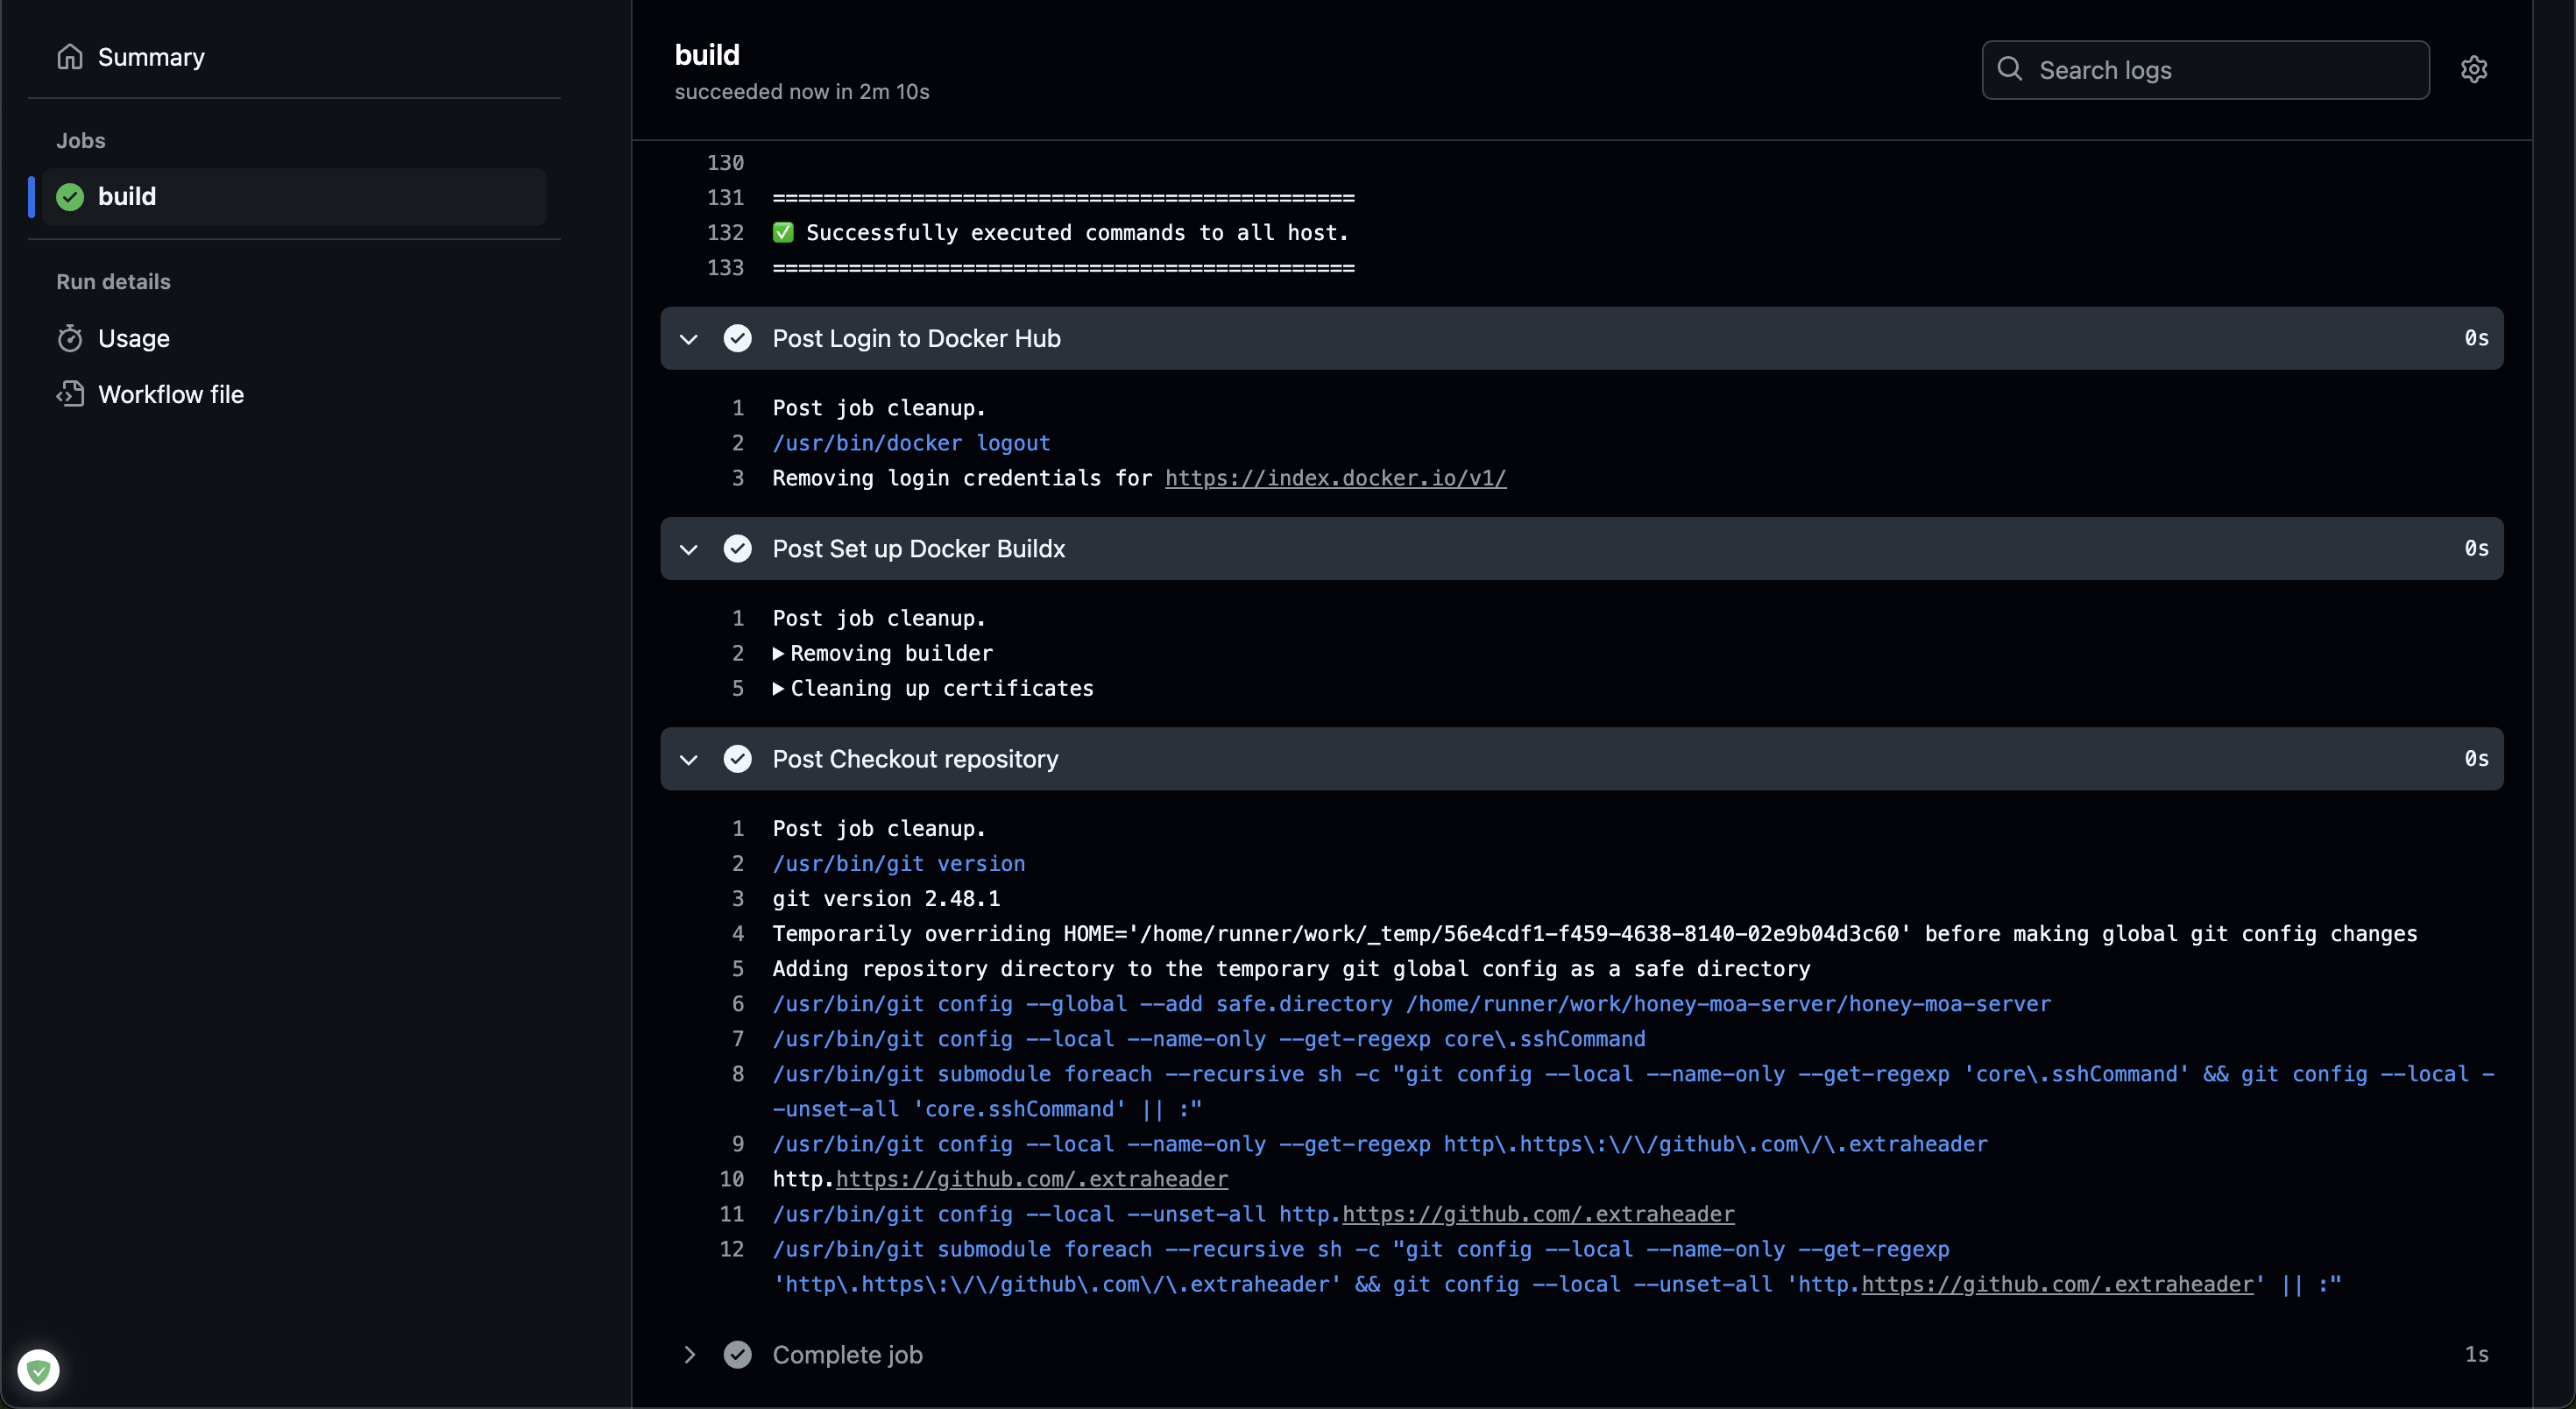 Summary
Jobs
build
Run details
Usage
Workflow file
build
succeeded now in 2m 10s
Search logs
130
131 ==============================================
132 ✅ Successfully executed commands to all host.
133 ==============================================
Post Login to Docker Hub 0s
1 Post job cleanup.
2 /usr/bin/docker logout
3 Removing login credentials for https://index.docker.io/v1/
Post Set up Docker Buildx 0s
1 Post job cleanup.
2 ▶Removing builder
5 ▶Cleaning up certificates
Post Checkout repository 0s
1 Post job cleanup.
2 /usr/bin/git version
3 git version 2.48.1
4 Temporarily overriding HOME='/home/runner/work/_temp/56e4cdf1-f459-4638-8140-02e9b04d3c60' before making global git config changes
5 Adding repository directory to the temporary git global config as a safe directory
6 /usr/bin/git config --global --add safe.directory /home/runner/work/honey-moa-server/honey-moa-server
7 /usr/bin/git config --local --name-only --get-regexp core\.sshCommand
8 /usr/bin/git submodule foreach --recursive sh -c "git config --local --name-only --get-regexp 'core\.sshCommand' && git config --local -
-unset-all 'core.sshCommand' || :"
9 /usr/bin/git config --local --name-only --get-regexp http\.https\:\/\/github\.com\/\.extraheader
10 http.https://github.com/.extraheader
11 /usr/bin/git config --local --unset-all http.https://github.com/.extraheader
12 /usr/bin/git submodule foreach --recursive sh -c "git config --local --name-only --get-regexp
'http\.https\:\/\/github\.com\/\.extraheader' && git config --local --unset-all 'http.https://github.com/.extraheader' || :"
Complete job 1s